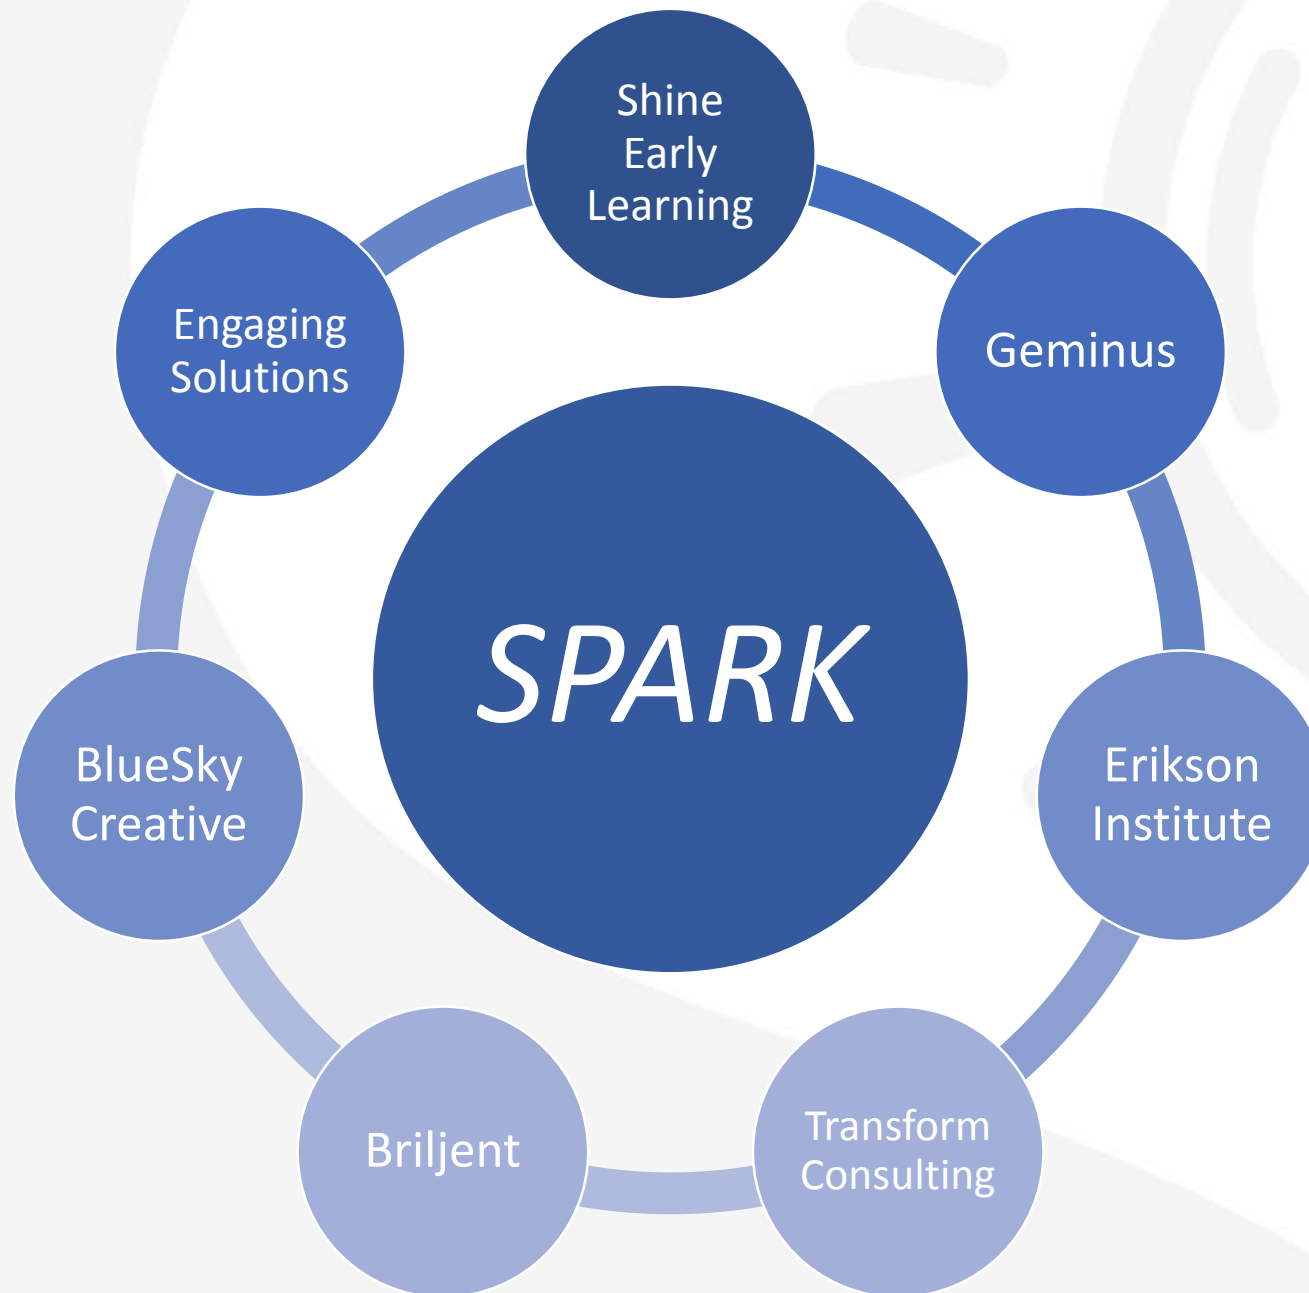 Shine
Early
Learning
Engaging
Solutions
Geminus
SPARK
BlueSky
Creative
Erikson
Institute
Briljent
Transform
Consulting